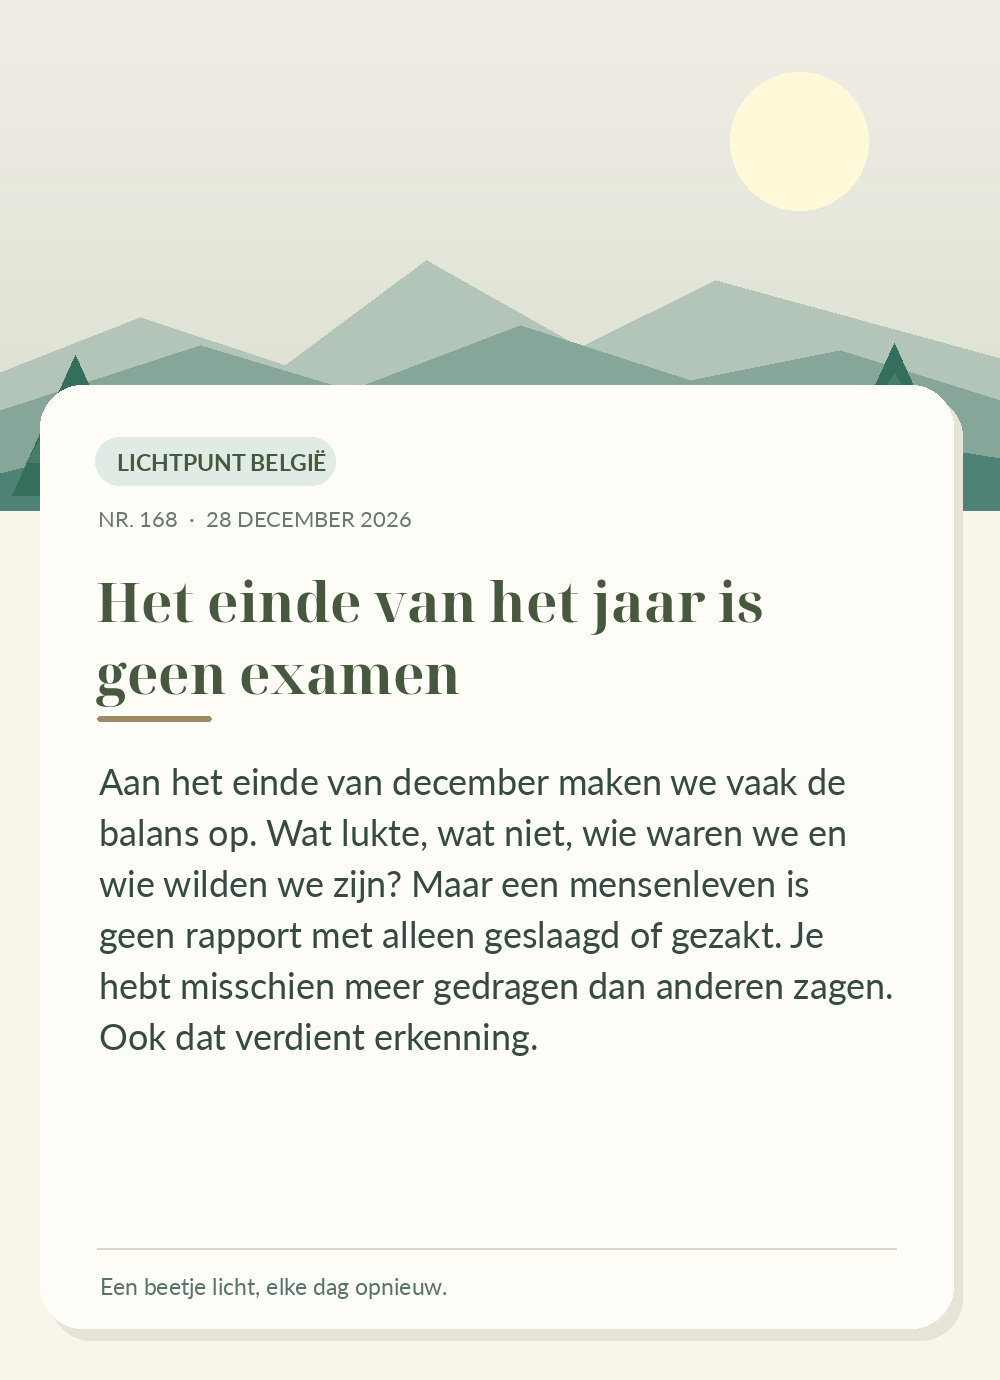 LICHTPUNT BELGIË
NR. 168 · 28 DECEMBER 2026
Het einde van het jaar is
geen examen
Aan het einde van december maken we vaak de
balans op. Wat lukte, wat niet, wie waren we en
wie wilden we zijn? Maar een mensenleven is
geen rapport met alleen geslaagd of gezakt. Je
hebt misschien meer gedragen dan anderen zagen.
Ook dat verdient erkenning.
Een beetje licht, elke dag opnieuw.